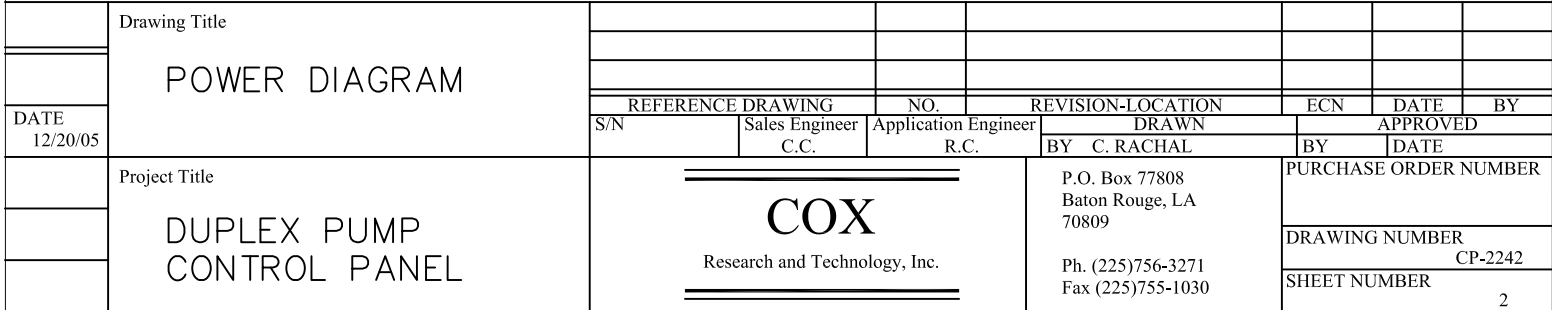 Drawing Title
POWER DIAGRAM
DATE
12/20/05
REFERENCE DRAWING NO. REVISION-LOCATION ECN DATE BY
S/N Sales Engineer Application Engineer DRAWN APPROVED
C.C. R.C. BY C. RACHAL BY DATE
Project Title
DUPLEX PUMP
CONTROL PANEL
COX
Research and Technology, Inc.
P.O. Box 77808
Baton Rouge, LA
70809
Ph. (225)756-3271
Fax (225)755-1030
PURCHASE ORDER NUMBER
DRAWING NUMBER
CP-2242
SHEET NUMBER
2